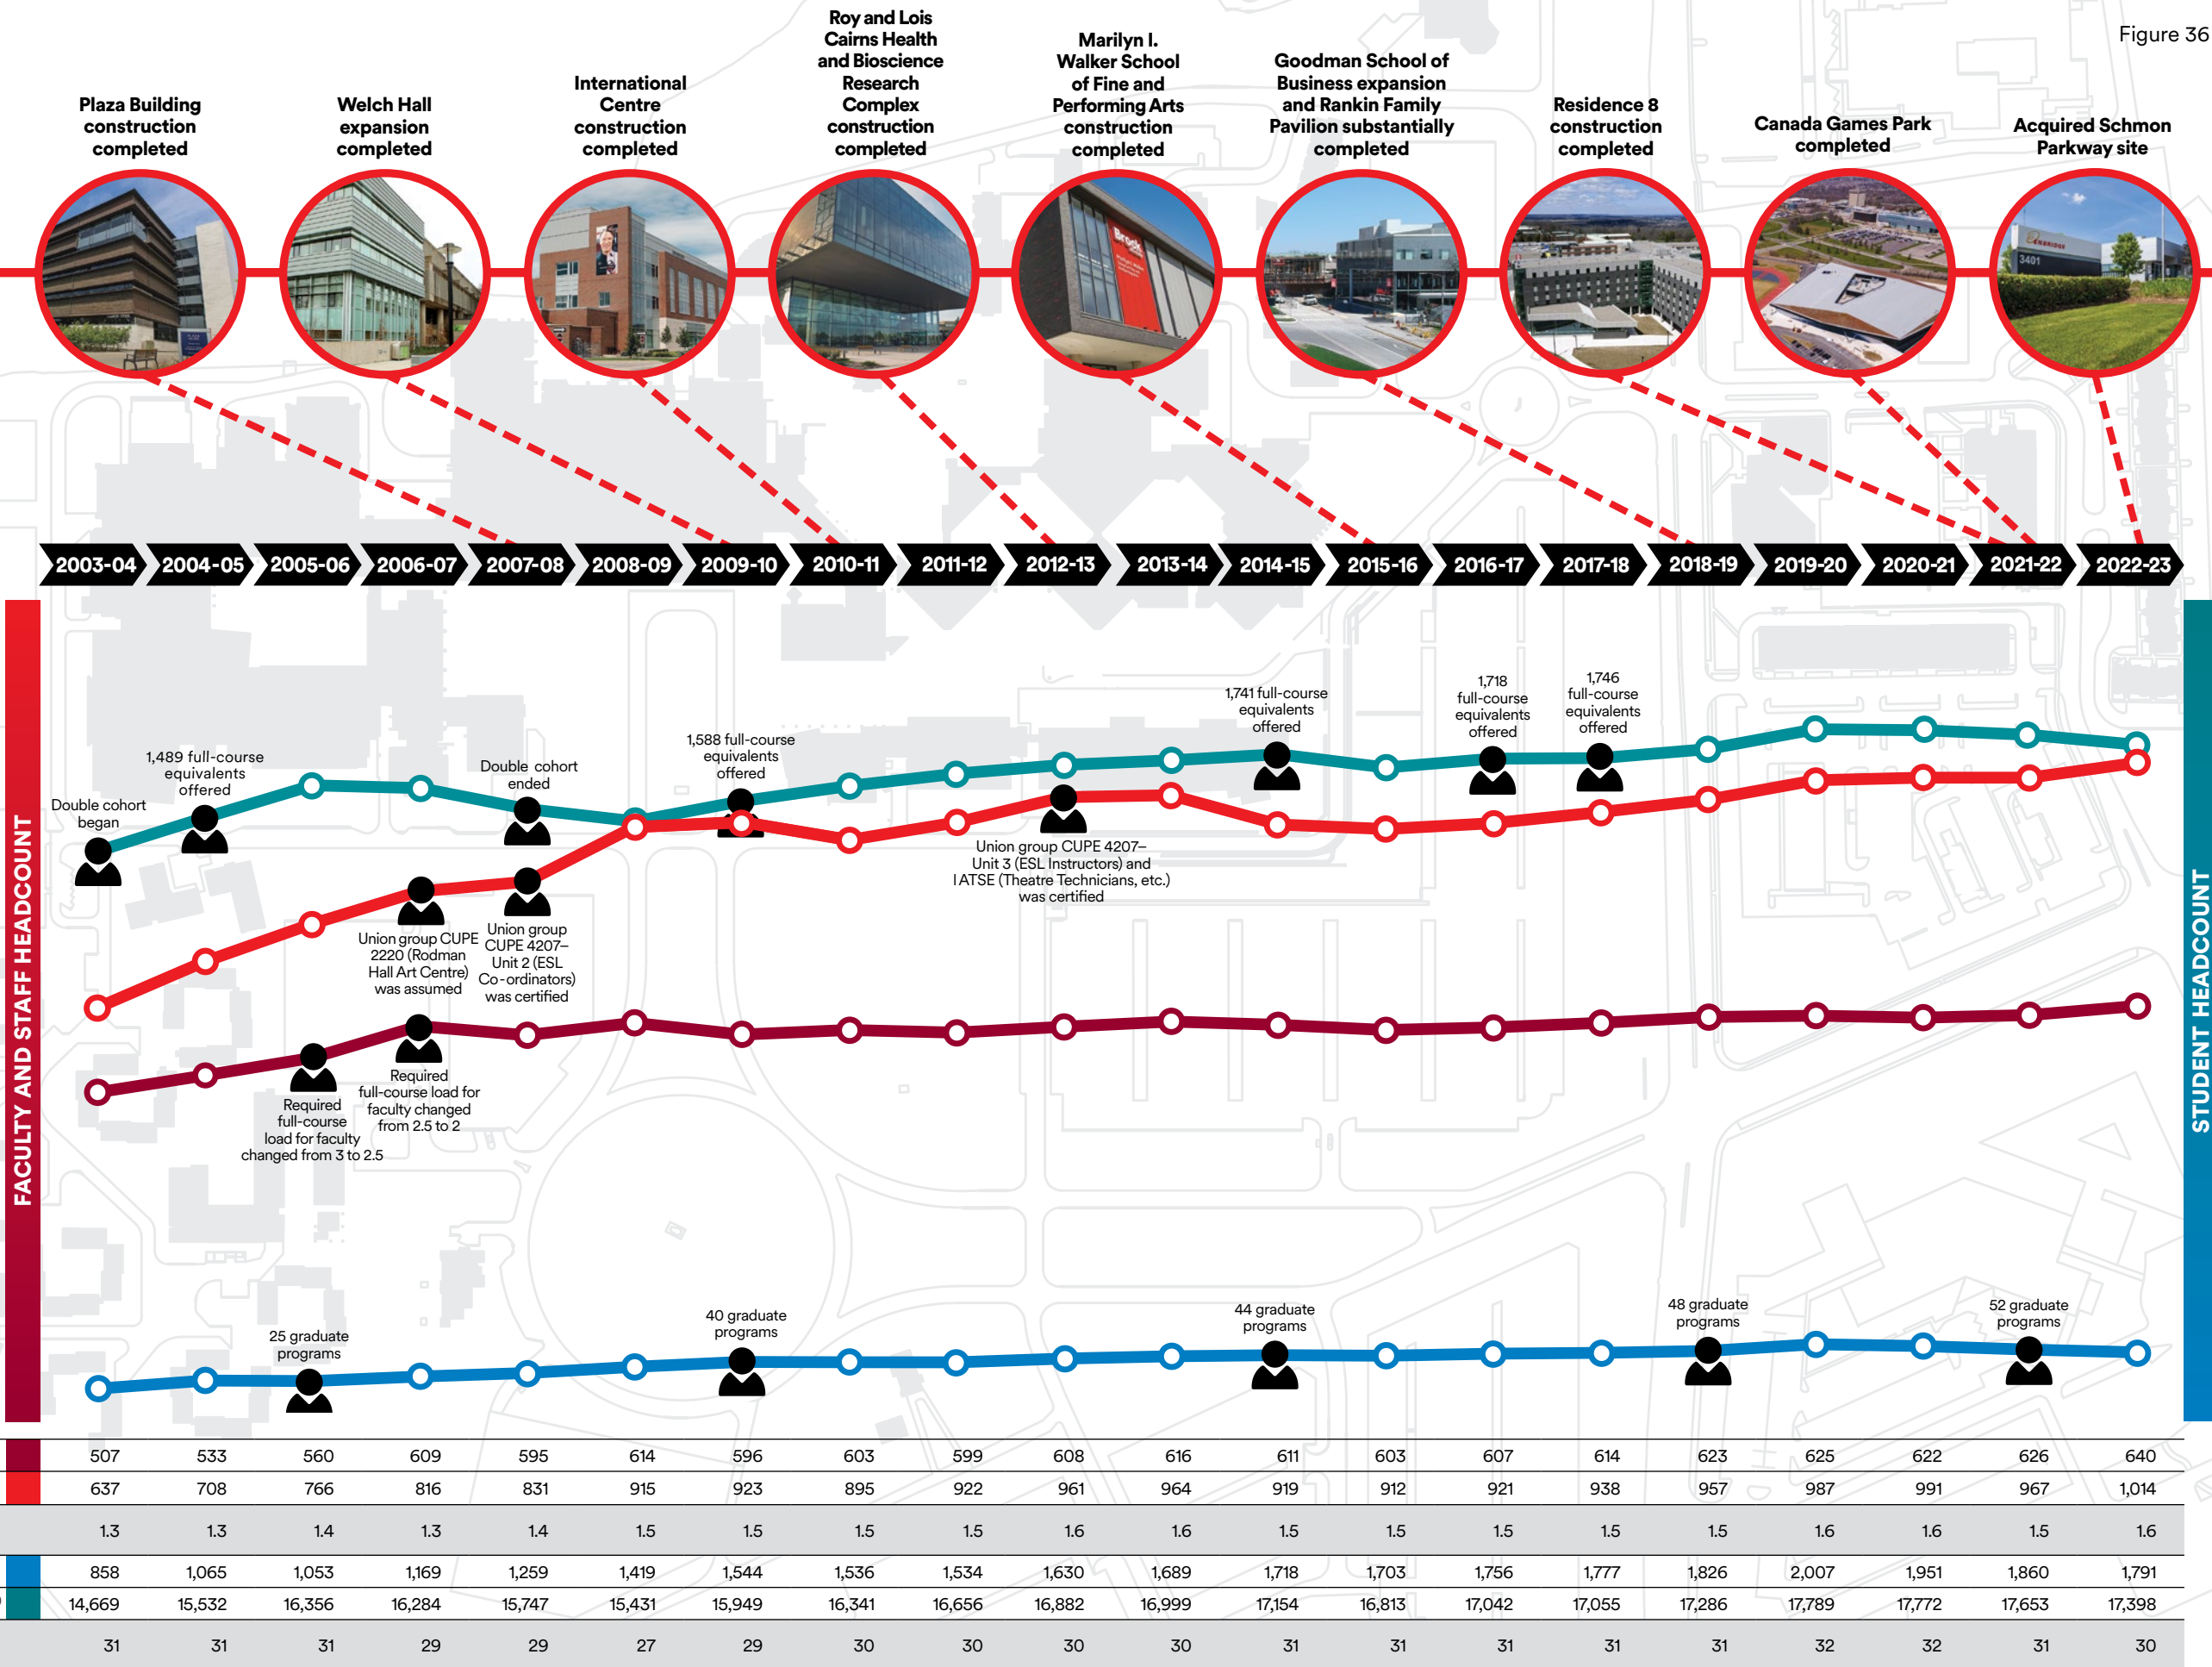 Figure 36
Plaza Building
construction
completed
Welch Hall
expansion
completed
International
Centre
construction
completed
Roy and Lois
Cairns Health
and Bioscience
Research
Complex
construction
completed
Marilyn I.
Walker School
of Fine and
Performing Arts
construction
completed
Goodman School of
Business expansion
and Rankin Family
Pavilion substantially
completed
Residence 8
construction
completed
Canada Games Park
completed
Acquired Schmon
Parkway site
Brock
ENBRIDGE
3401
2003-04 2004-05 2005-06 2006-07 2007-08 2008-09 2009-10 2010-11 2011-12 2012-13 2013-14 2014-15 2015-16 2016-17 2017-18 2018-19 2019-20 2020-21 2021-22 2022-23
FACULTY AND STAFF HEADCOUNT
STUDENT HEADCOUNT
Double cohort
began
1,489 full-course
equivalents
offered
Double cohort
ended
1,588 full-course
equivalents
offered
1,741 full-course
equivalents
offered
1,718
full-course
equivalents
offered
1,746
full-course
equivalents
offered
Union group CUPE
2220 (Rodman
Hall Art Centre)
was assumed
Union group
CUPE 4207–
Unit 2 (ESL
Co-ordinators)
was certified
Union group CUPE 4207–
Unit 3 (ESL Instructors) and
IATSE (Theatre Technicians, etc.)
was certified
Required
full-course
load for faculty
changed from 3 to 2.5
Required
full-course load for
faculty changed
from 2.5 to 2
25 graduate
programs
40 graduate
programs
44 graduate
programs
48 graduate
programs
52 graduate
programs
507 533 560 609 595 614 596 603 599 608 616 611 603 607 614 623 625 622 626 640
637 708 766 816 831 915 923 895 922 961 964 919 912 921 938 957 987 991 967 1,014
1.3 1.3 1.4 1.3 1.4 1.5 1.5 1.5 1.5 1.6 1.6 1.5 1.5 1.5 1.5 1.5 1.6 1.6 1.5 1.6
858 1,065 1,053 1,169 1,259 1,419 1,544 1,536 1,534 1,630 1,689 1,718 1,703 1,756 1,777 1,826 2,007 1,951 1,860 1,791
14,669 15,532 16,356 16,284 15,747 15,431 15,949 16,341 16,656 16,882 16,999 17,154 16,813 17,042 17,055 17,286 17,789 17,772 17,653 17,398
31 31 31 29 29 27 29 30 30 30 30 31 31 31 31 31 32 32 31 30